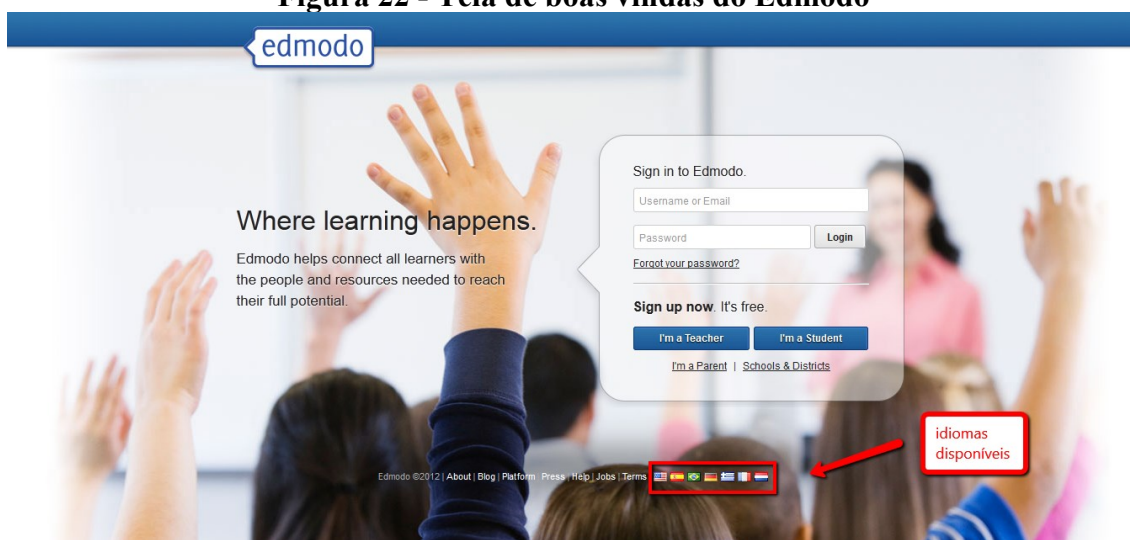 Figura 22 - Tela de boas vindas do Edmodo
edmodo
Where learning happens.
Edmodo helps connect all learners with
the people and resources needed to reach
their full potential.
Sign in to Edmodo.
Username or Email
Password
Login
Forgot your password?
Sign up now. It's free.
I'm a Teacher
I'm a Student
I'm a Parent | Schools & Districts
idiomas
disponíveis
Edmodo ©2012 | About | Blog | Platform Press | Help | Jobs | Terms